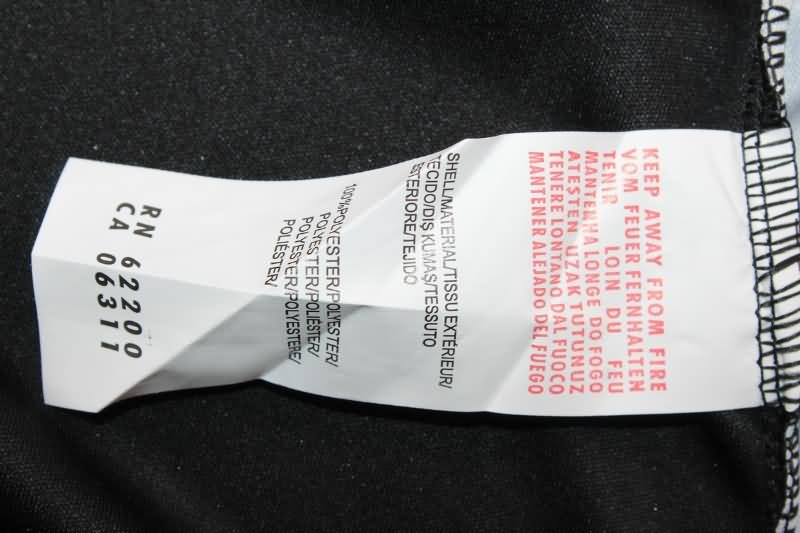 KEEP AWAY FROM FIRE
VOM FEUER FERNHALTEN
TENIR LOIN DU FEU
MANTENHA LONGE DO FOGO
ATEŞTEN UZAK TUTUNUZ
TENERE LONTANO DAL FUOCO
MANTENER ALEJADO DEL FUEGO
SHELL/MATERIAL/TISSU EXTÉRIEUR/
TECIDO/DIŞ KUMAŞ/TESSUTO
ESTERIORE/TEJIDO
100%POLYESTER/POLYESTER/
POLYESTER/POLYESTER/
POLYESTER/POLIÉSTER/
POLIÉSTER/POLYESTERE/
RN 62200
CA 06311